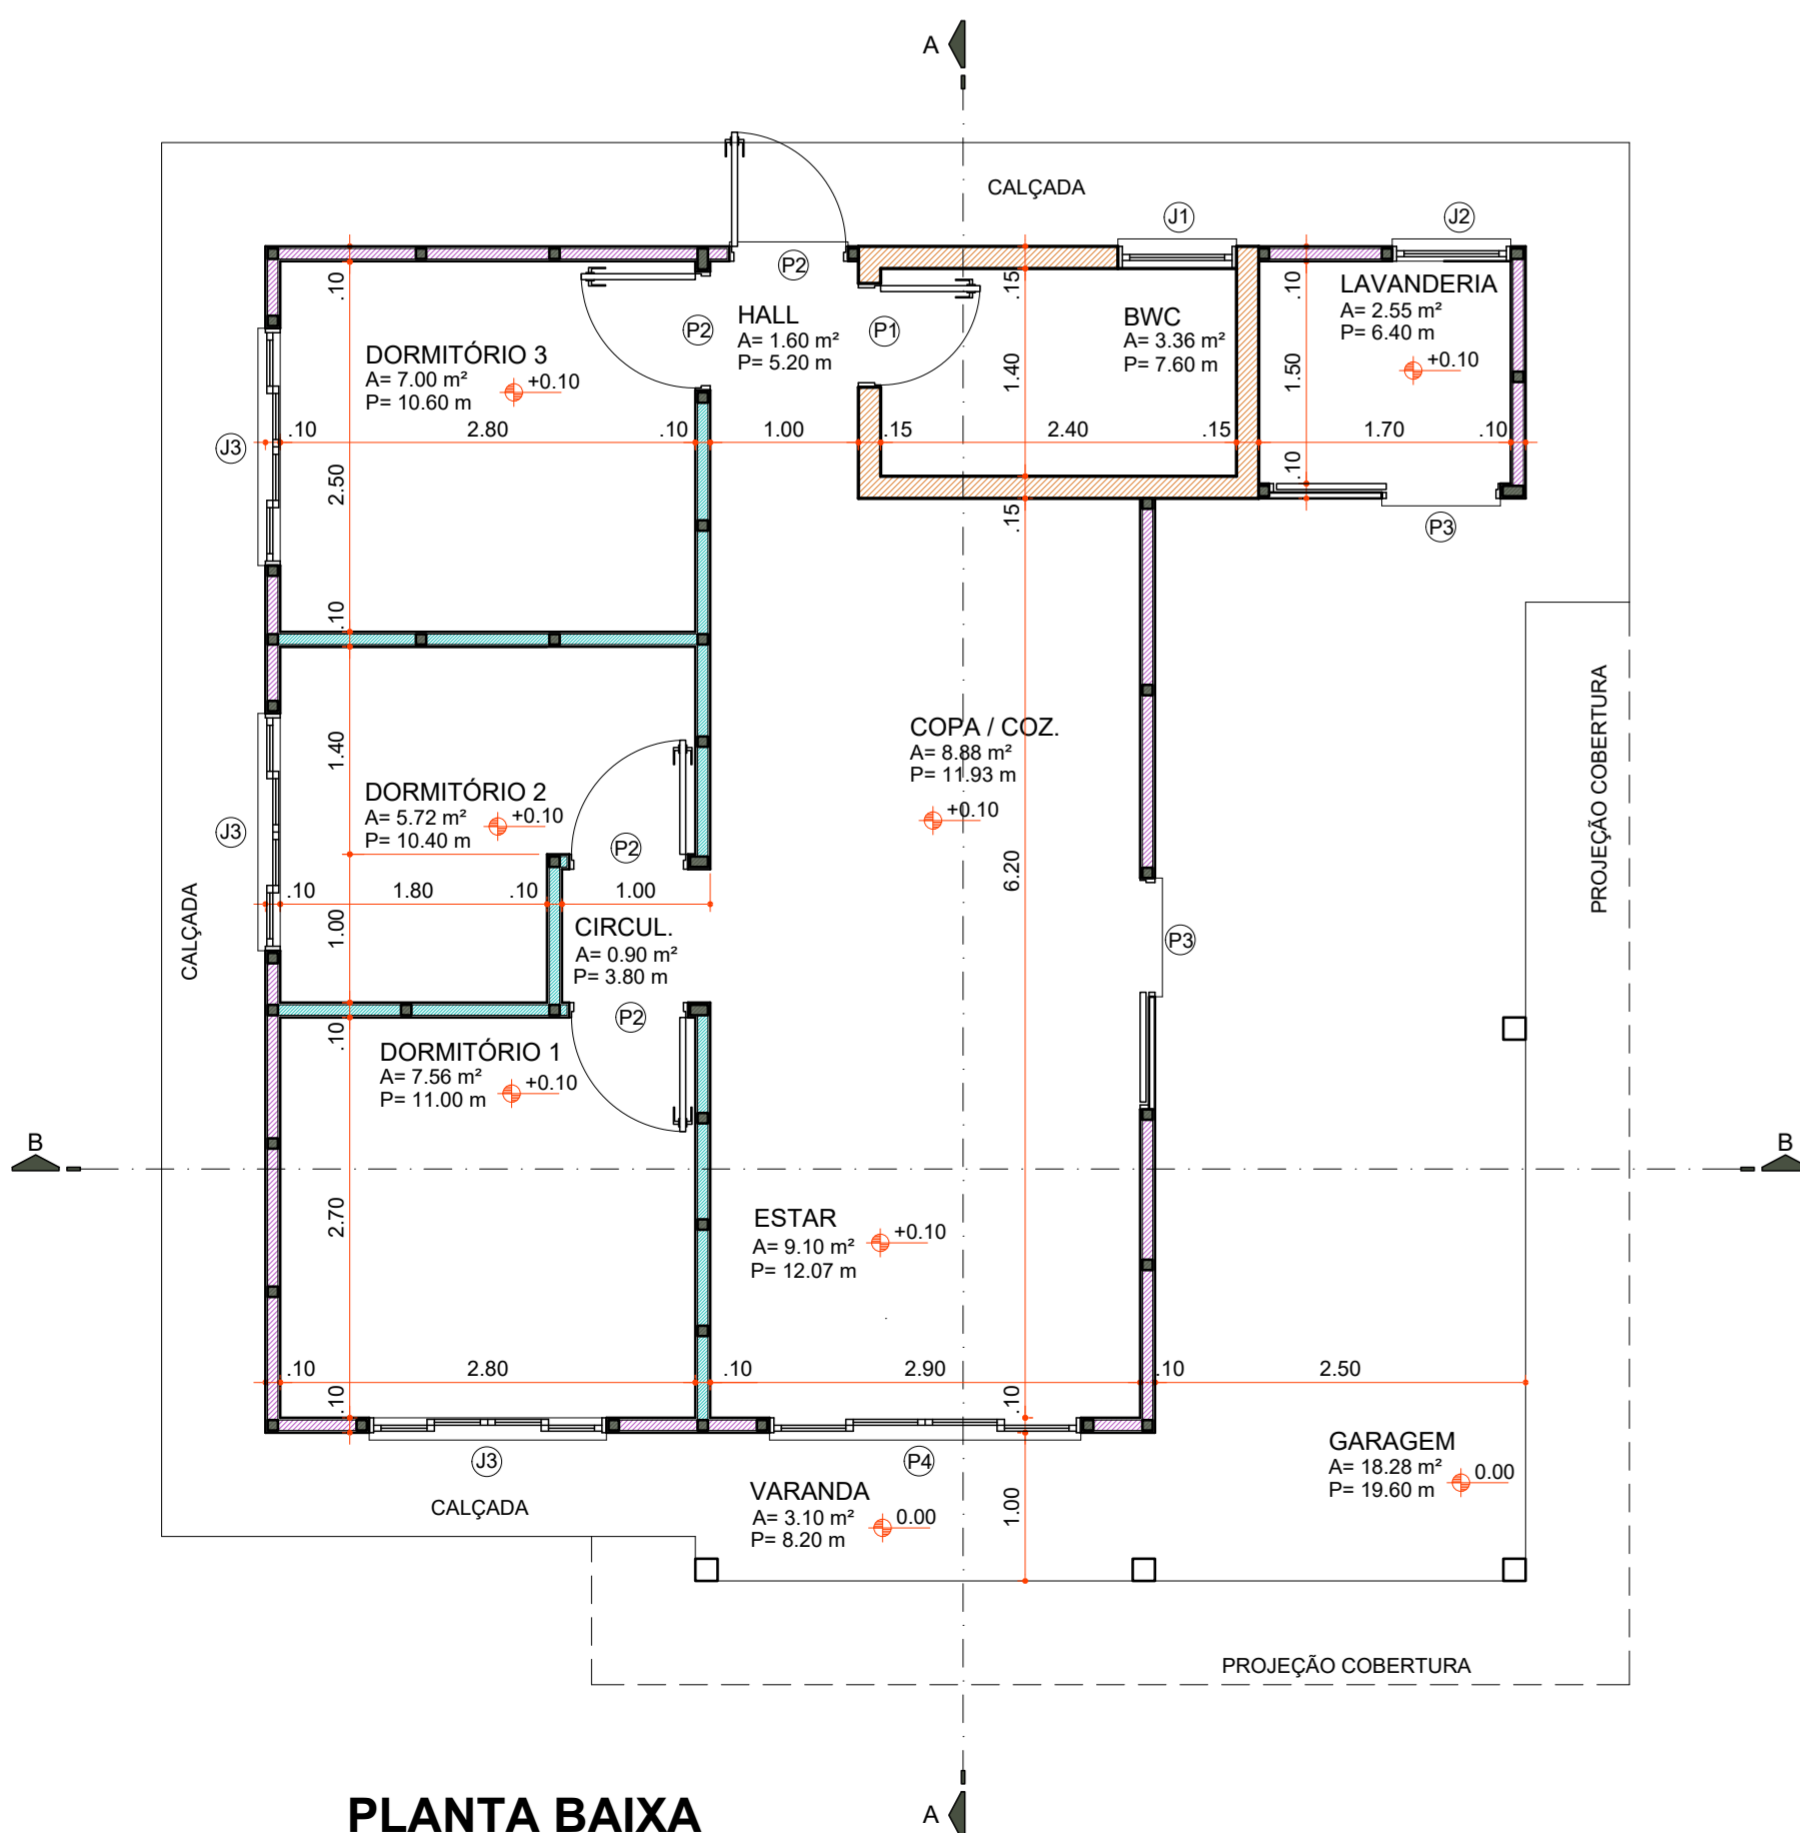 A
CALÇADA
J1
J2
P2
.10
.15
.10
LAVANDERIA
A= 2.55 m²
P= 6.40 m
+0.10
HALL
A= 1.60 m²
P= 5.20 m
P2
P1
BWC
A= 3.36 m²
P= 7.60 m
DORMITÓRIO 3
A= 7.00 m²
P= 10.60 m
+0.10
1.40
1.50
J3
.10
2.80
.10
1.00
.15
2.40
.15
1.70
.10
2.50
.10
.15
P3
.10
PROJEÇÃO COBERTURA
COPA / COZ.
A= 8.88 m²
P= 11.93 m
+0.10
1.40
DORMITÓRIO 2
A= 5.72 m²
P= 10.40 m
+0.10
J3
P2
6.20
.10
1.80
.10
1.00
CALÇADA
1.00
CIRCUL.
A= 0.90 m²
P= 3.80 m
P3
P2
.10
DORMITÓRIO 1
A= 7.56 m²
P= 11.00 m
+0.10
B
B
2.70
ESTAR
A= 9.10 m²
P= 12.07 m
+0.10
.10
2.80
.10
2.90
.10
2.50
.10
.10
J3
P4
GARAGEM
A= 18.28 m²
P= 19.60 m
0.00
VARANDA
A= 3.10 m²
P= 8.20 m
0.00
1.00
CALÇADA
PROJEÇÃO COBERTURA
PLANTA BAIXA
A